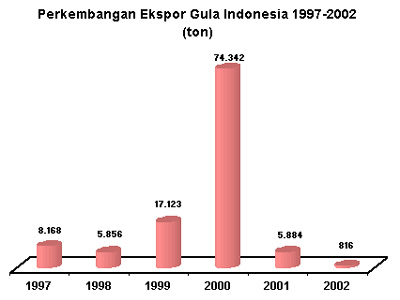 Perkembangan Ekspor Gula Indonesia 1997-2002
(ton)
74.342
17.123
8.168
5.856
5.884
816
1997 1998 1999 2000 2001 2002